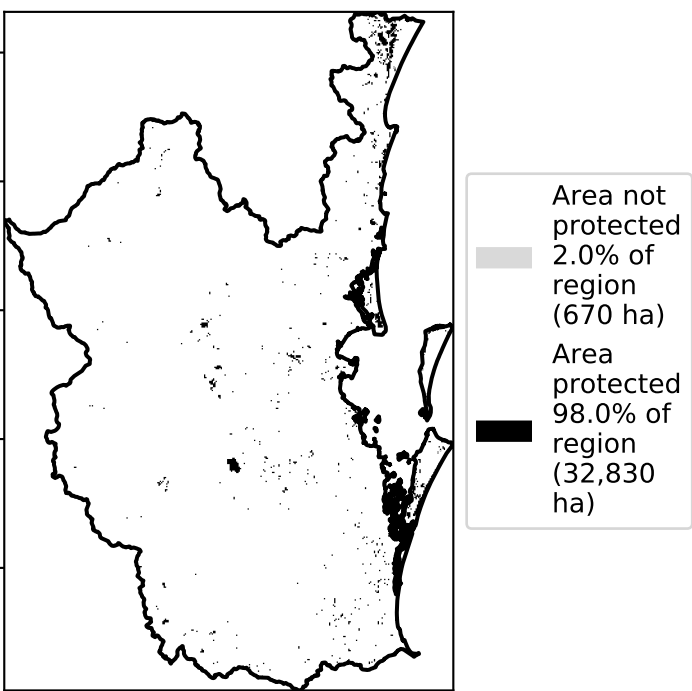 Area not
protected
2.0% of
region
(670 ha)
Area
protected
98.0% of
region
(32,830
ha)